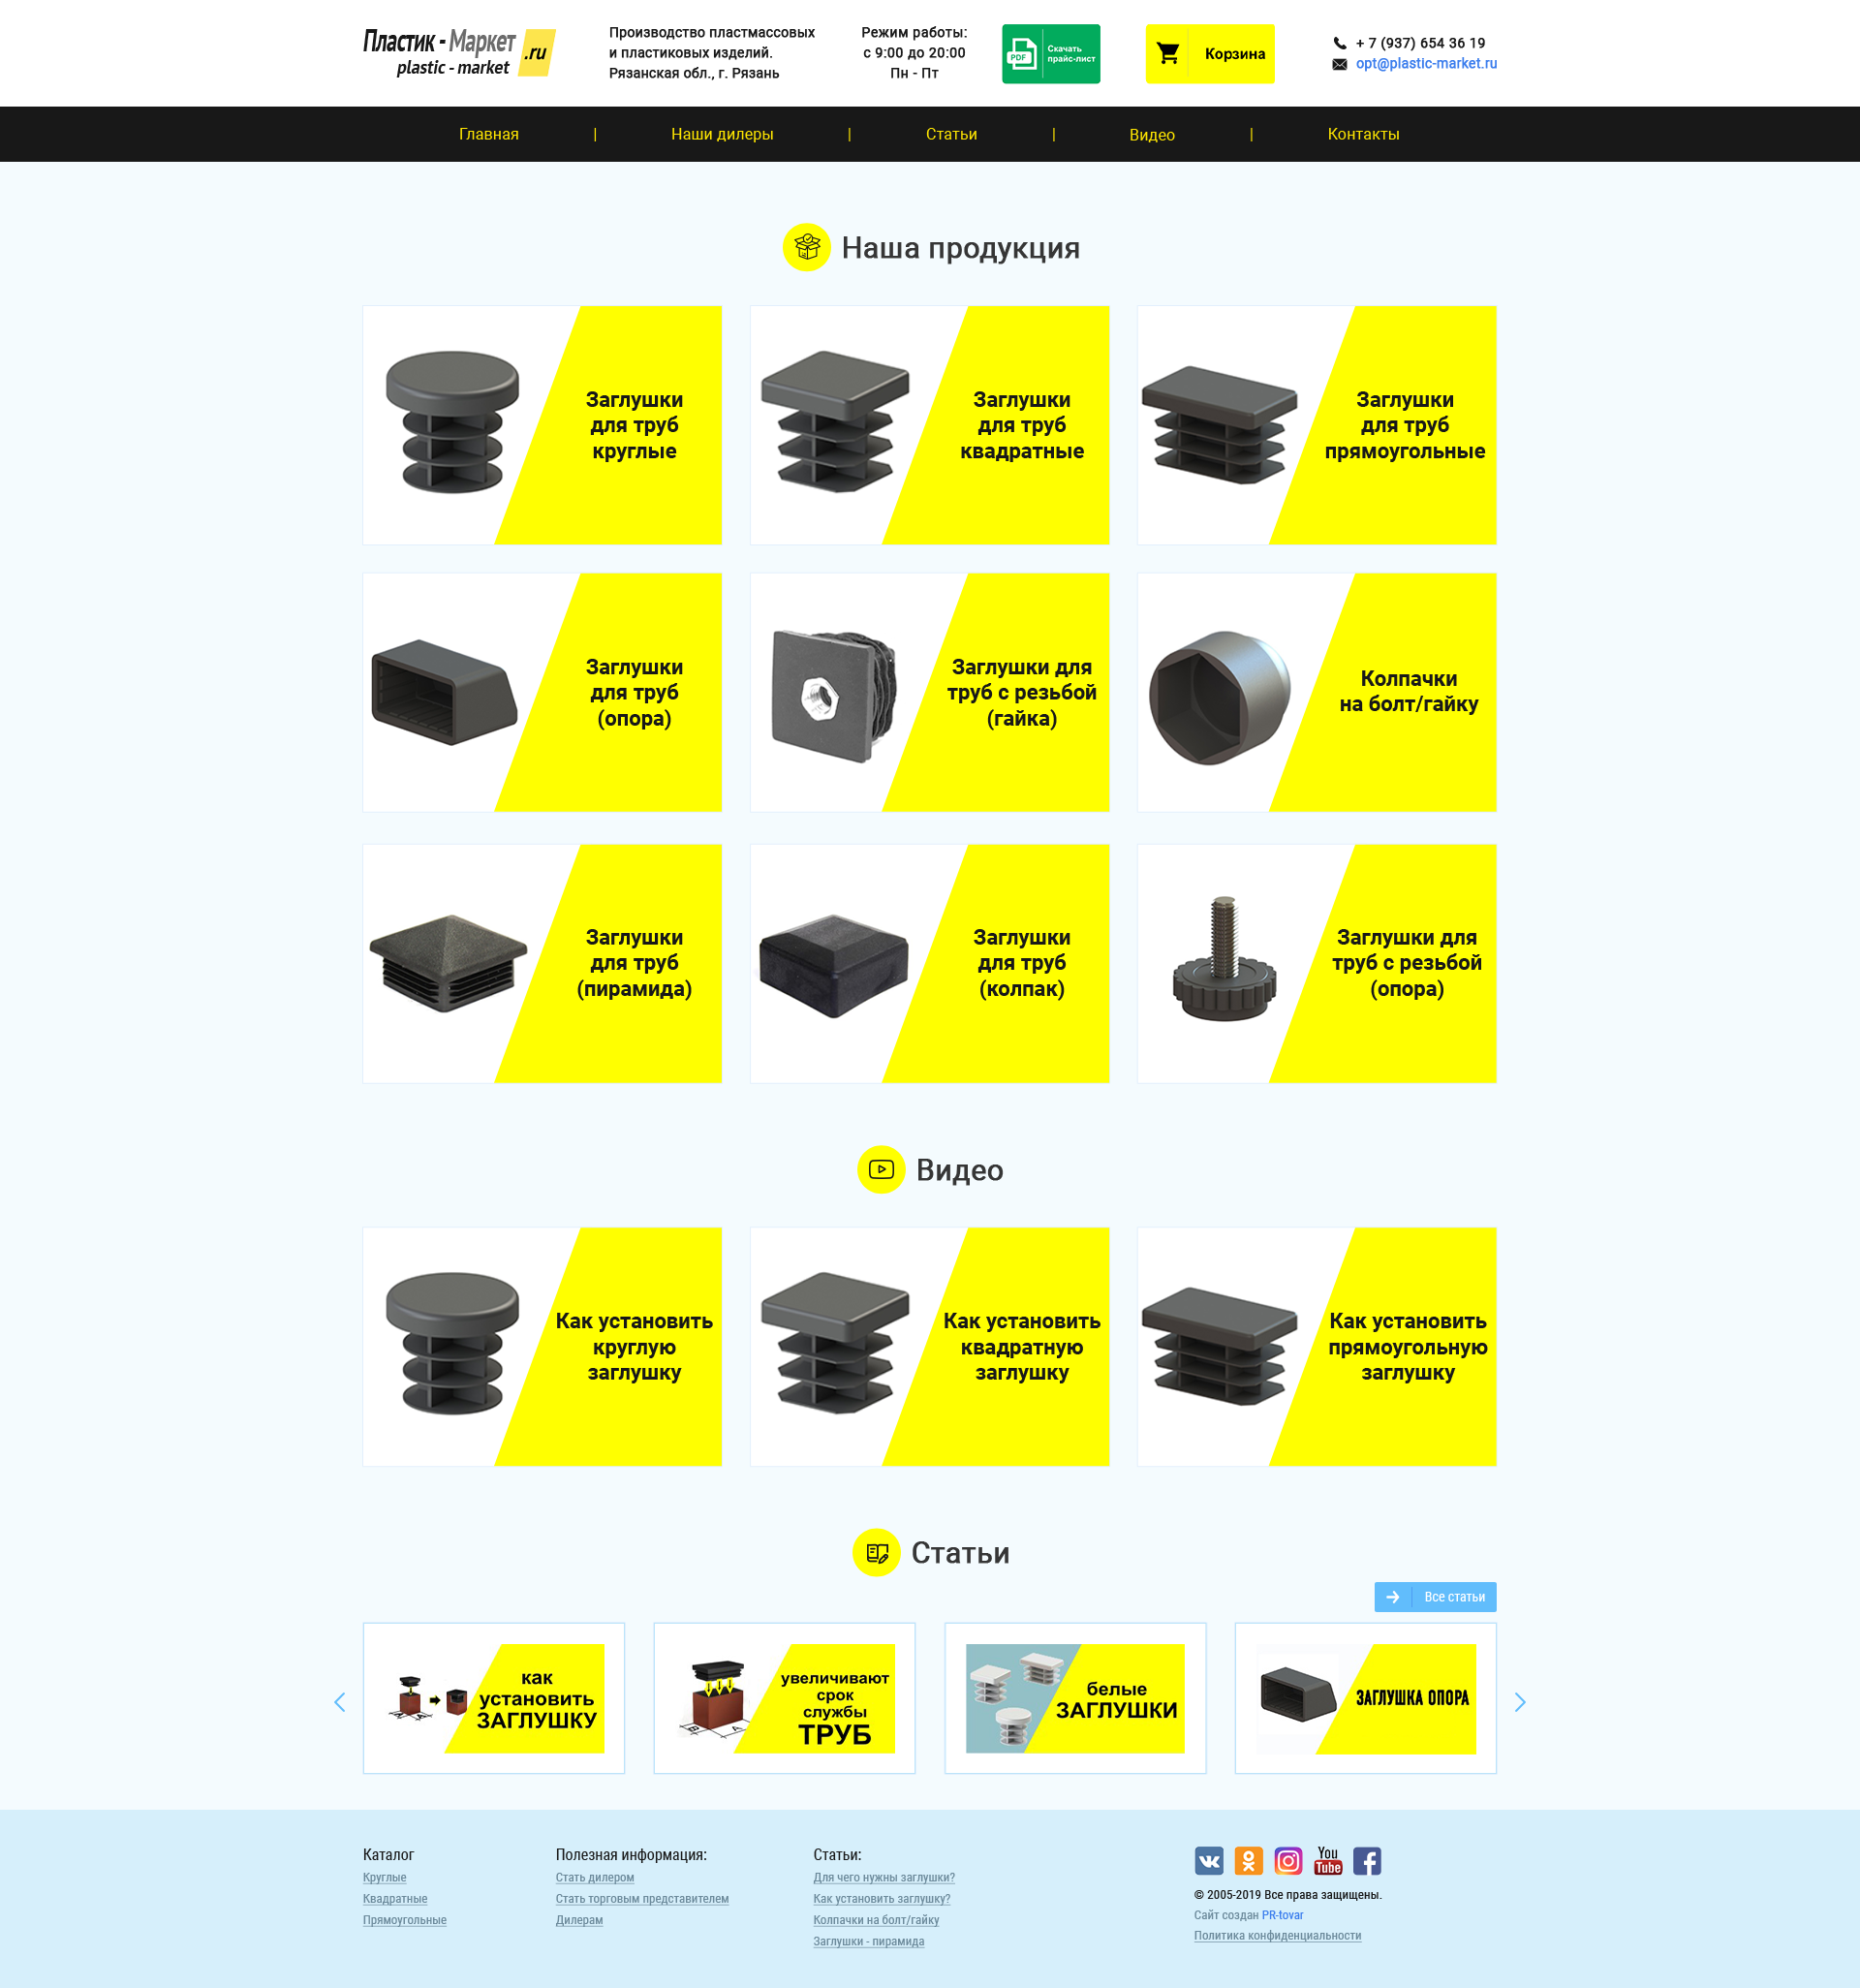 Пластик - Маркет .ru
plastic - market
Производство пластмассовых
и пластиковых изделий.
Рязанская обл., г. Рязань
Режим работы:
с 9:00 до 20:00
Пн - Пт
PDF
Скачать
прайс-лист
Корзина
+ 7 (937) 654 36 19
opt@plastic-market.ru
Главная | Наши дилеры | Статьи | Видео | Контакты
Наша продукция
Заглушки
для труб
круглые
Заглушки
для труб
квадратные
Заглушки
для труб
прямоугольные
Заглушки
для труб
(опора)
Заглушки для
труб с резьбой
(гайка)
Колпачки
на болт/гайку
Заглушки
для труб
(пирамида)
Заглушки
для труб
(колпак)
Заглушки для
труб с резьбой
(опора)
Видео
Как установить
круглую
заглушку
Как установить
квадратную
заглушку
Как установить
прямоугольную
заглушку
Статьи
Все статьи
как
установить
ЗАГЛУШКУ
В А
увеличивают
срок
службы
ТРУБ
В А
белые
ЗАГЛУШКИ
ЗАГЛУШКА ОПОРА
Каталог
Круглые
Квадратные
Прямоугольные
Полезная информация:
Стать дилером
Стать торговым представителем
Дилерам
Статьи:
Для чего нужны заглушки?
Как установить заглушку?
Колпачки на болт/гайку
Заглушки - пирамида
You
Tube
© 2005-2019 Все права защищены.
Сайт создан PR-tovar
Политика конфиденциальности